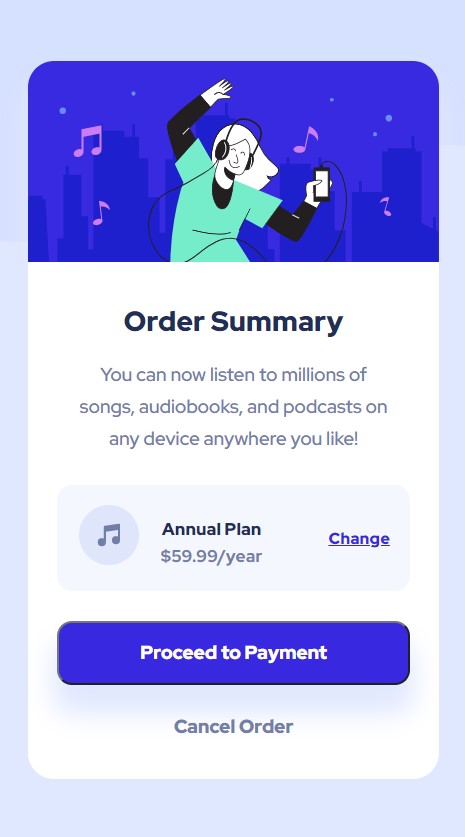 Order Summary
You can now listen to millions of
songs, audiobooks, and podcasts on
any device anywhere you like!
Annual Plan
$59.99/year
Change
Proceed to Payment
Cancel Order